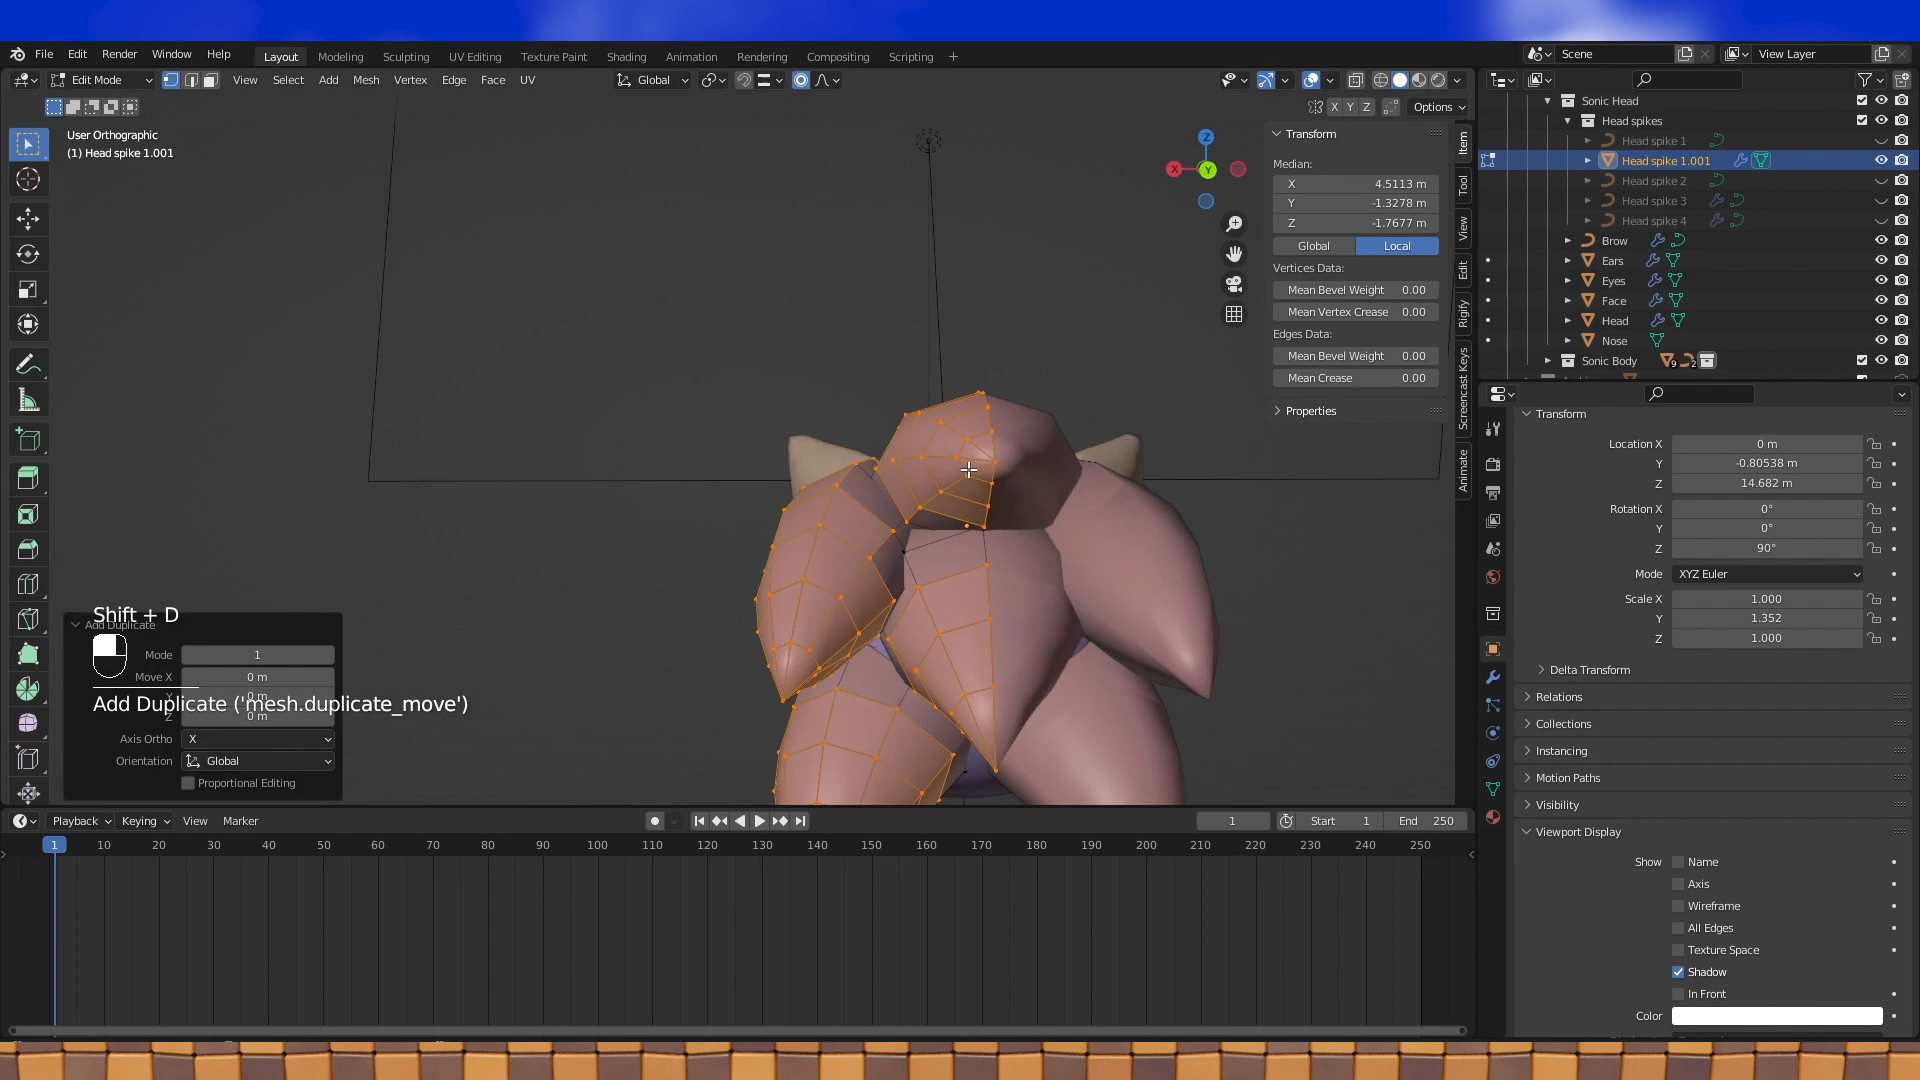 File Edit Render Window Help Layout Modeling Sculpting UV Editing Texture Paint Shading Animation Rendering Compositing Scripting + Scene View Layer
Edit Mode View Select Add Mesh Vertex Edge Face UV Global
X Y Z Options
User Orthographic
(1) Head spike 1.001
Z
X
Y
Transform
Median:
X 4.5113 m
Y -1.3278 m
Z -1.7677 m
Global Local
Vertices Data:
Mean Bevel Weight 0.00
Mean Vertex Crease 0.00
Edges Data:
Mean Bevel Weight 0.00
Mean Crease 0.00
Properties
Item
Tool
View
Edit
Rigify
Screencast Keys
Animate
Sonic Head
Head spikes
Head spike 1
Head spike 1.001
Head spike 2
Head spike 3
Head spike 4
Brow
Ears
Eyes
Face
Head
Nose
Sonic Body 9 2
Transform
Location X 0 m
Y -0.80538 m
Z 14.682 m
Rotation X 0°
Y 0°
Z 90°
Mode XYZ Euler
Scale X 1.000
Y 1.352
Z 1.000
Delta Transform
Relations
Collections
Instancing
Motion Paths
Visibility
Viewport Display
Show Name
Axis
Wireframe
All Edges
Texture Space
Shadow
In Front
Color
Shift + D
Add Duplicate
Mode 1
Move X 0 m
Y 0 m
Add Duplicate ('mesh.duplicate_move')
Z 0 m
Axis Ortho X
Orientation Global
Proportional Editing
Playback Keying View Marker 1 Start 1 End 250
1 10 20 30 40 50 60 70 80 90 100 110 120 130 140 150 160 170 180 190 200 210 220 230 240 250